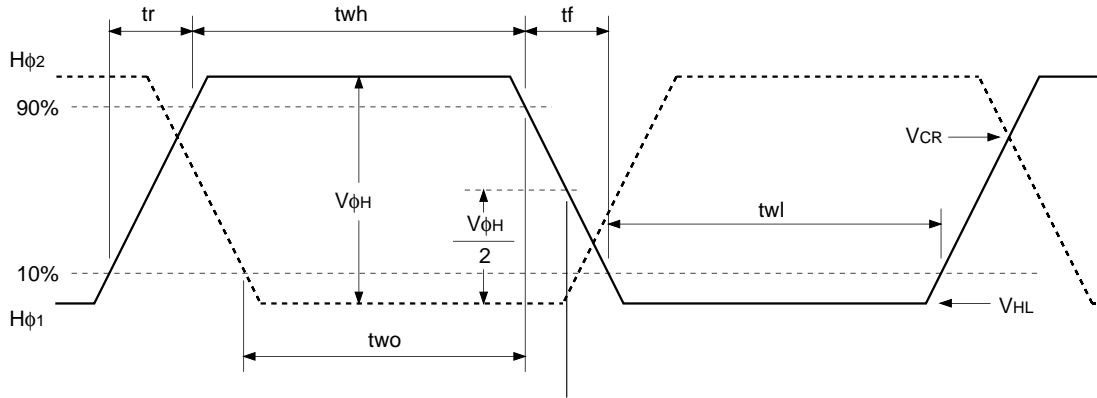 tr
twh
tf
Hϕ2
90%
VCR
VϕH
VϕH
2
twl
10%
Hϕ1
VHL
two